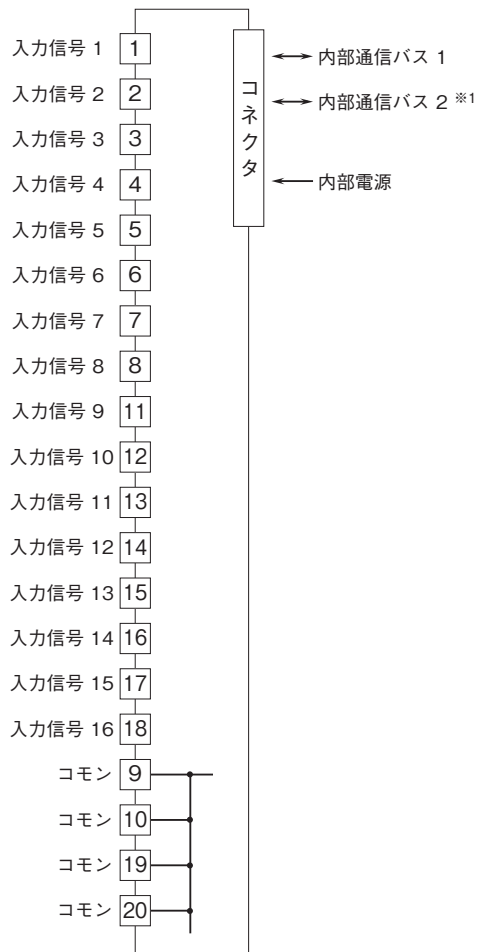 入力信号 1 1
入力信号 2 2
入力信号 3 3
入力信号 4 4
入力信号 5 5
入力信号 6 6
入力信号 7 7
入力信号 8 8
入力信号 9 11
入力信号 10 12
入力信号 11 13
入力信号 12 14
入力信号 13 15
入力信号 14 16
入力信号 15 17
入力信号 16 18
コモン 9
コモン 10
コモン 19
コモン 20
コネクタ
内部通信バス 1
内部通信バス 2 ※1
内部電源